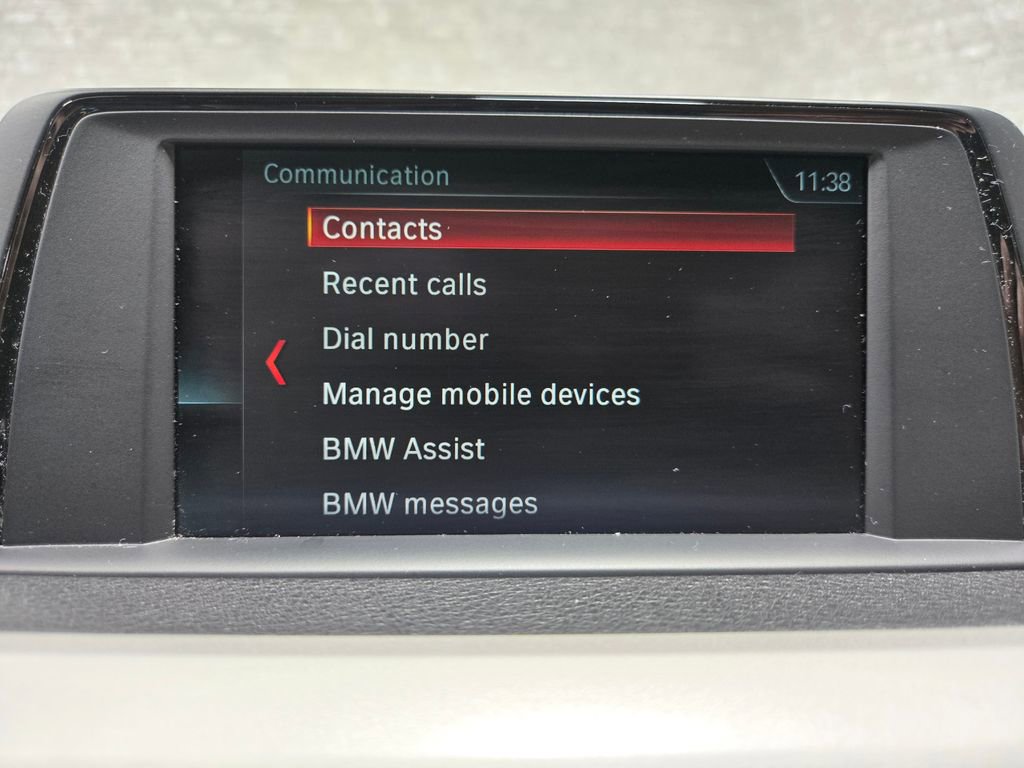 Communication
11:38
Contacts
Recent calls
Dial number
Manage mobile devices
BMW Assist
BMW messages